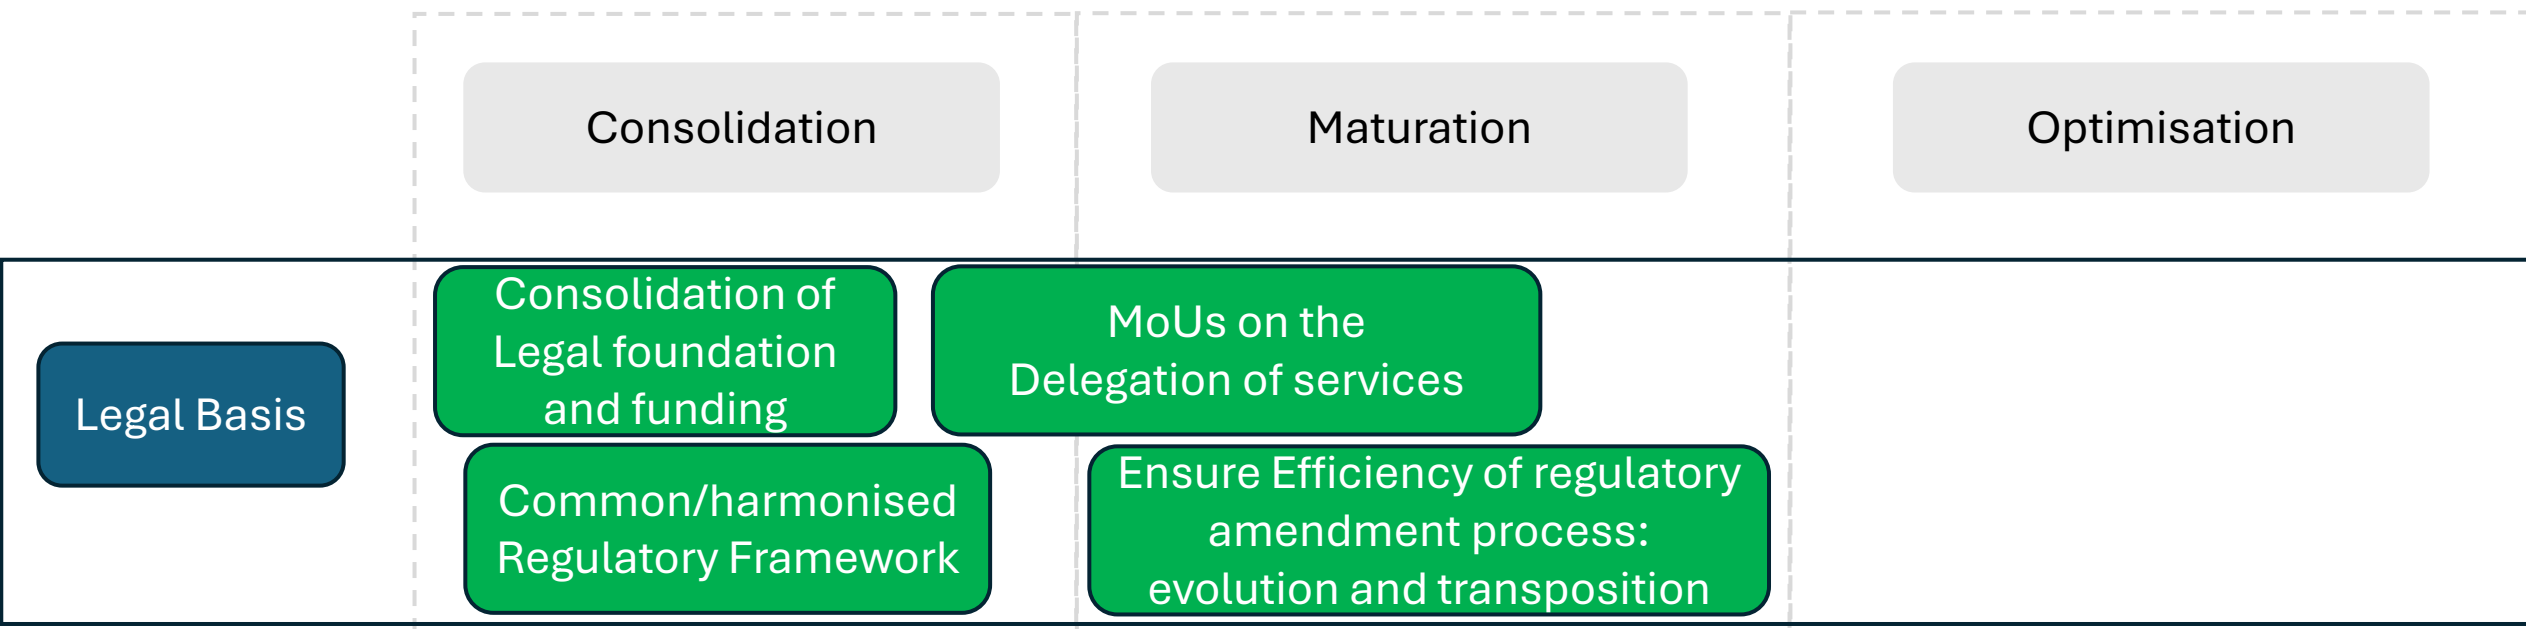 Consolidation
Maturation
Optimisation
Legal Basis
Consolidation of
Legal foundation
and funding
MoUs on the
Delegation of services
Common/harmonised
Regulatory Framework
Ensure Efficiency of regulatory
amendment process:
evolution and transposition